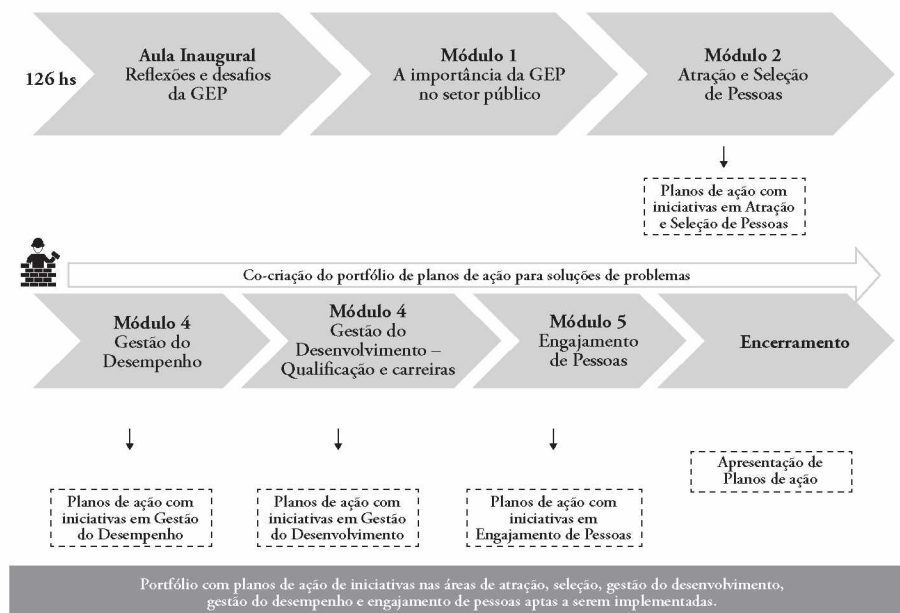 126 hs
Aula Inaugural
Reflexões e desafios
da GEP
Módulo 1
A importância da GEP
no setor público
Módulo 2
Atração e Seleção
de Pessoas
Planos de ação com
iniciativas em Atração
e Seleção de Pessoas
Co-criação do portfólio de planos de ação para soluções de problemas
Módulo 4
Gestão do
Desempenho
Módulo 4
Gestão do
Desenvolvimento –
Qualificação e carreiras
Módulo 5
Engajamento
de Pessoas
Encerramento
Planos de ação com
iniciativas em Gestão
do Desempenho
Planos de ação com
iniciativas em Gestão
do Desenvolvimento
Planos de ação com
iniciativas em
Engajamento de Pessoas
Apresentação de
Planos de ação
Portfólio com planos de ação de iniciativas nas áreas de atração, seleção, gestão do desenvolvimento,
gestão do desempenho e engajamento de pessoas aptas a serem implementadas.